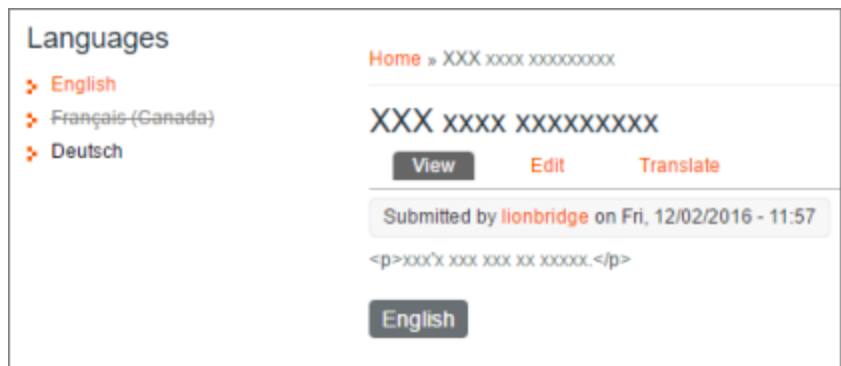 Languages
English
Français (Canada)
Deutsch
Home » XXX xxxx xxxxxxxxx
XXX xxxx xxxxxxxxx
View Edit Translate
Submitted by lionbridge on Fri, 12/02/2016 - 11:57
<p>xxx'x xxx xxx xx xxxxx.</p>
English